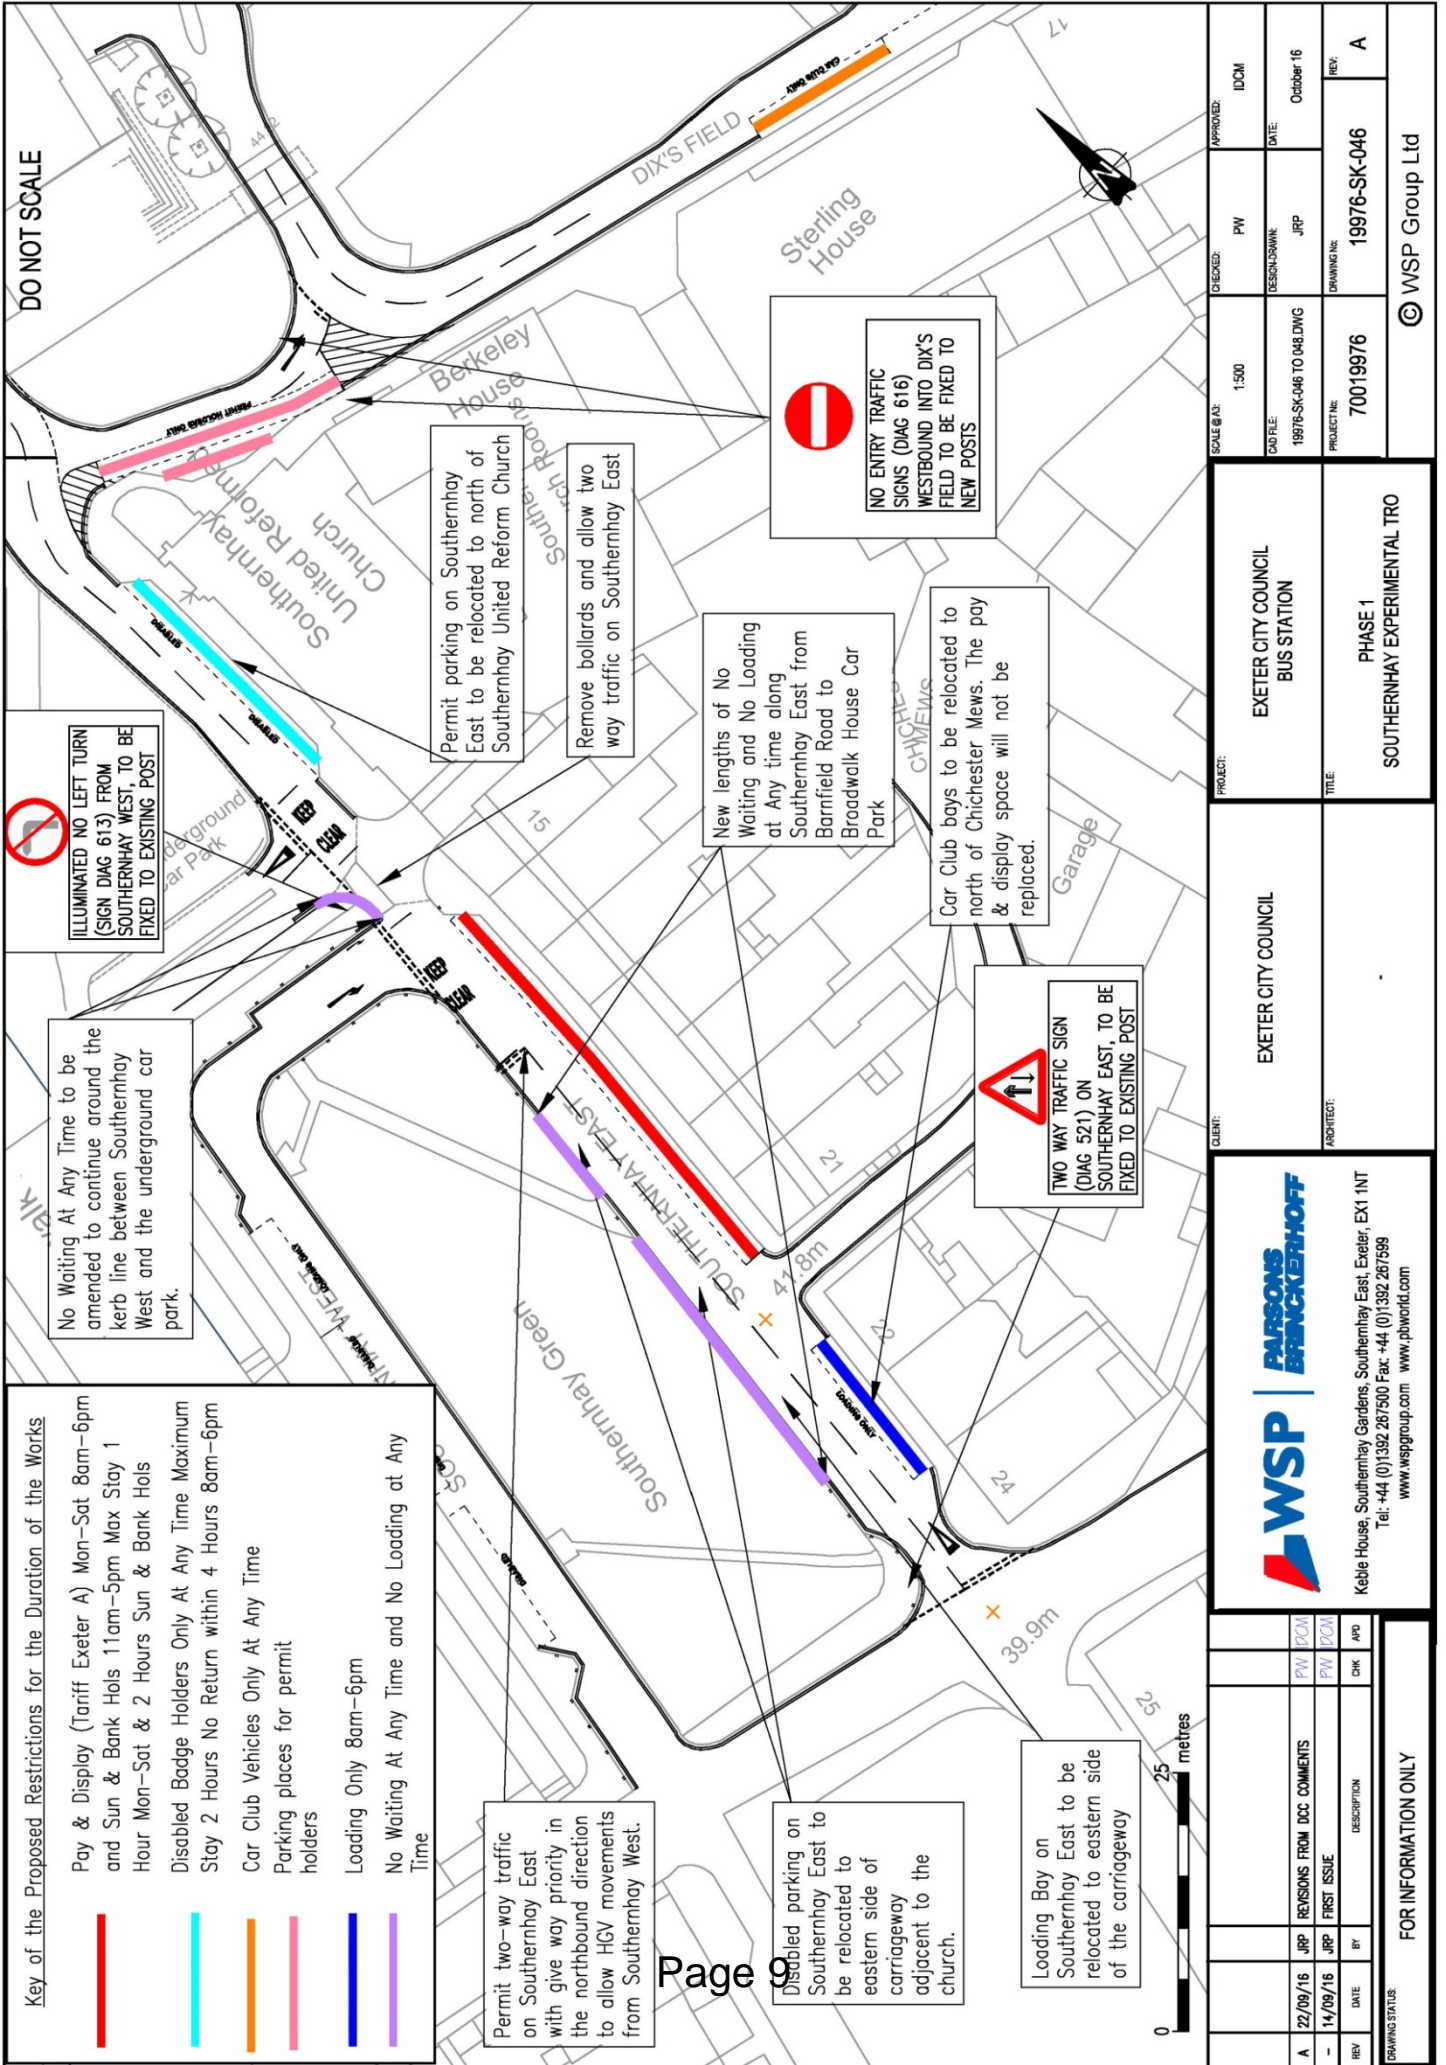 DO NOT SCALE
Key of the Proposed Restrictions for the Duration of the Works
Pay & Display (Tariff Exeter A) Mon-Sat 8am-6pm
and Sun & Bank Hols 11am-5pm Max Stay 1
Hour Mon-Sat & 2 Hours Sun & Bank Hols
Disabled Badge Holders Only At Any Time Maximum
Stay 2 Hours No Return within 4 Hours 8am-6pm
Car Club Vehicles Only At Any Time
Parking places for permit
holders
Loading Only 8am-6pm
No Waiting At Any Time and No Loading at Any
Time
No Waiting At Any Time to be
amended to continue around the
kerb line between Southernhay
West and the underground car
park.
ILLUMINATED NO LEFT TURN
(SIGN DIAG 613) FROM
SOUTHERNHAY WEST, TO BE
FIXED TO EXISTING POST
Permit parking on Southernhay
East to be relocated to north of
Southernhay United Reform Church
Remove bollards and allow two
way traffic on Southernhay East
NO ENTRY TRAFFIC
SIGNS (DIAG 616)
WESTBOUND INTO DIX'S
FIELD TO BE FIXED TO
NEW POSTS
New lengths of No
Waiting and No Loading
at Any time along
Southernhay East from
Barnfield Road to
Broadwalk House Car
Park
Car Club bays to be relocated to
north of Chichester Mews. The pay
& display space will not be
replaced.
TWO WAY TRAFFIC SIGN
(DIAG 521) ON
SOUTHERNHAY EAST, TO BE
FIXED TO EXISTING POST
Permit two-way traffic
on Southernhay East
with give way priority in
the northbound direction
to allow HGV movements
from Southernhay West.
Disabled parking on
Southernhay East to
be relocated to
eastern side of
carriageway
adjacent to the
church.
Loading Bay on
Southernhay East to be
relocated to eastern side
of the carriageway
0 25 metres
Southernhay
United Reformed
Church
Berkeley
House
Sterling
House
DIX'S FIELD
CAR CLUB ONLY
PERMIT HOLDERS ONLY
KEEP
CLEAR
KEEP
CLEAR
Car Park
SOUTHERNHAY EAST
Southernhay Green
LOADING ONLY
LOADING ONLY
DISABLED
DISABLED
DISABLED
Garage
MEWS
N
15
17
21
24
25
41.8m
39.9m
REV DATE BY DESCRIPTION CHK APD
A 22/09/16 JRP REVISIONS FROM DCC COMMENTS PW IDCM
- 14/09/16 JRP FIRST ISSUE PW IDCM
DRAWING STATUS:
FOR INFORMATION ONLY
WSP | PARSONS
BRINCKERHOFF
Keble House, Southernhay Gardens, Southernhay East, Exeter, EX1 1NT
Tel: +44 (0)1392 267500 Fax: +44 (0)1392 267599
www.wspgroup.com www.pbworld.com
CLIENT:
EXETER CITY COUNCIL
ARCHITECT:
-
PROJECT:
EXETER CITY COUNCIL
BUS STATION
TITLE:
PHASE 1
SOUTHERNHAY EXPERIMENTAL TRO
SCALE @ A3: 1:500
CHECKED: PW
APPROVED: IDCM
CAD FILE: 19976-SK-046 TO 048.DWG
DESIGN-DRAWN: JRP
DATE: October 16
PROJECT No: 70019976
DRAWING No: 19976-SK-046
REV: A
© WSP Group Ltd
Page 9